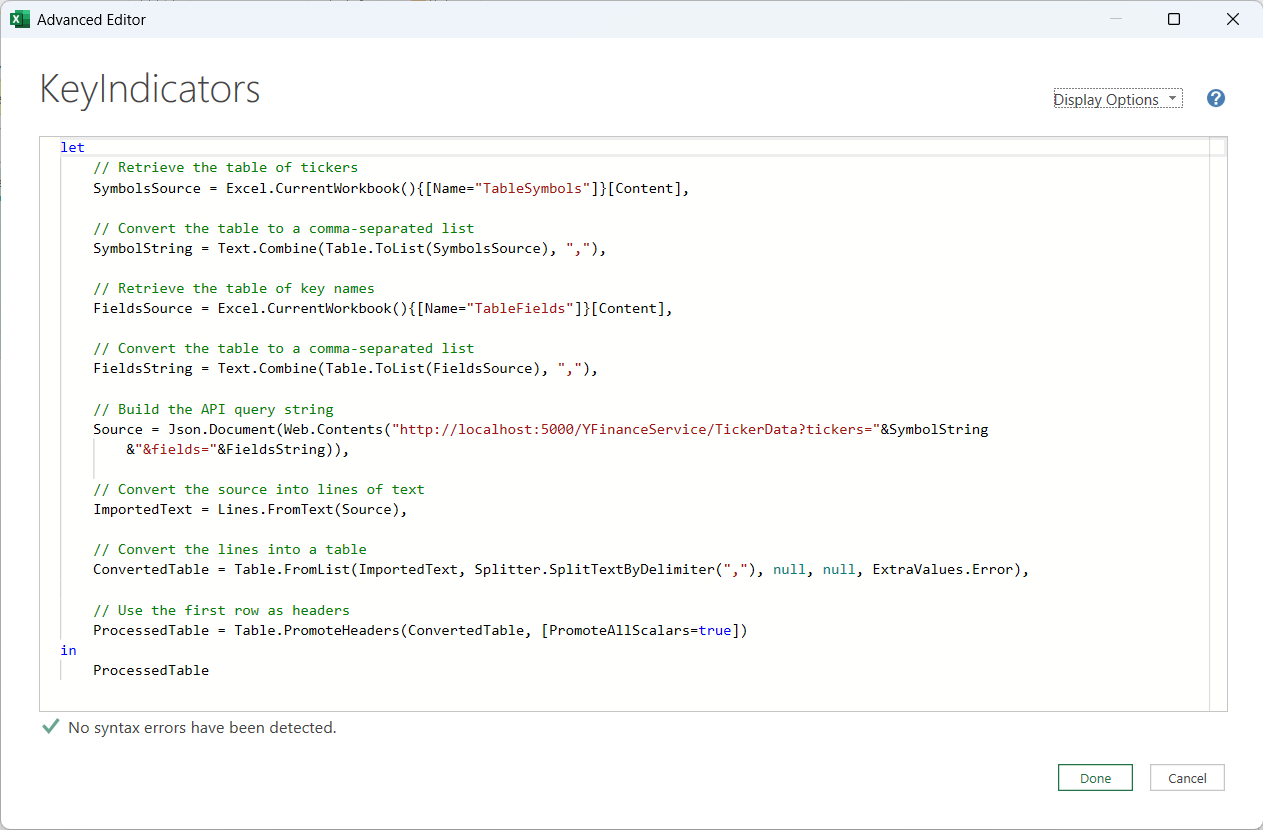 Advanced Editor
KeyIndicators
Display Options
?
let
// Retrieve the table of tickers
SymbolsSource = Excel.CurrentWorkbook(){[Name="TableSymbols"]}[Content],
// Convert the table to a comma-separated list
SymbolString = Text.Combine(Table.ToList(SymbolsSource), ","),
// Retrieve the table of key names
FieldsSource = Excel.CurrentWorkbook(){[Name="TableFields"]}[Content],
// Convert the table to a comma-separated list
FieldsString = Text.Combine(Table.ToList(FieldsSource), ","),
// Build the API query string
Source = Json.Document(Web.Contents("http://localhost:5000/YFinanceService/TickerData?tickers="&SymbolString
&"&fields="&FieldsString)),
// Convert the source into lines of text
ImportedText = Lines.FromText(Source),
// Convert the lines into a table
ConvertedTable = Table.FromList(ImportedText, Splitter.SplitTextByDelimiter(","), null, null, ExtraValues.Error),
// Use the first row as headers
ProcessedTable = Table.PromoteHeaders(ConvertedTable, [PromoteAllScalars=true])
in
ProcessedTable
No syntax errors have been detected.
Done
Cancel